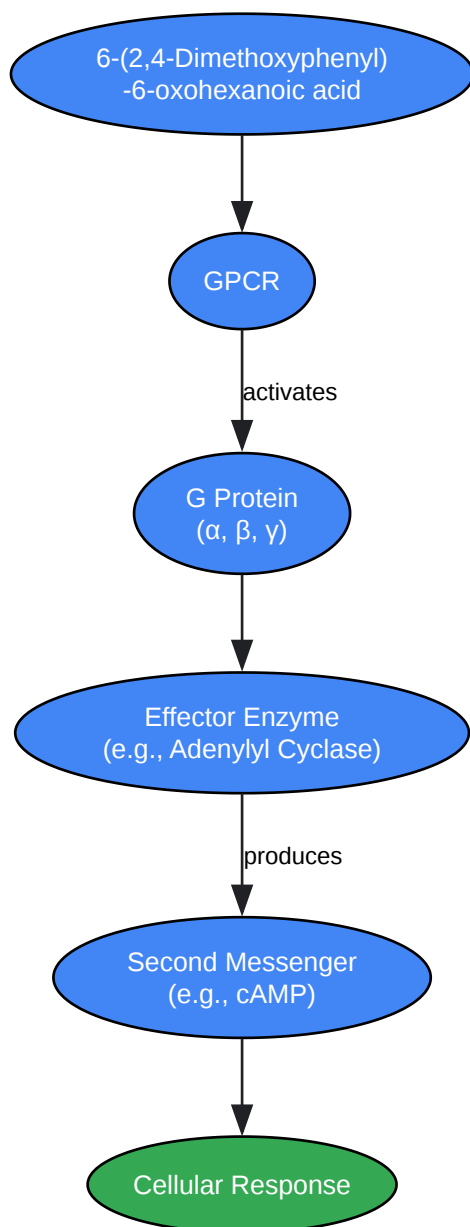 6-(2,4-Dimethoxyphenyl)
-6-oxohexanoic acid
GPCR
activates
G Protein
(α, β, γ)
Effector Enzyme
(e.g., Adenylyl Cyclase)
produces
Second Messenger
(e.g., cAMP)
Cellular Response